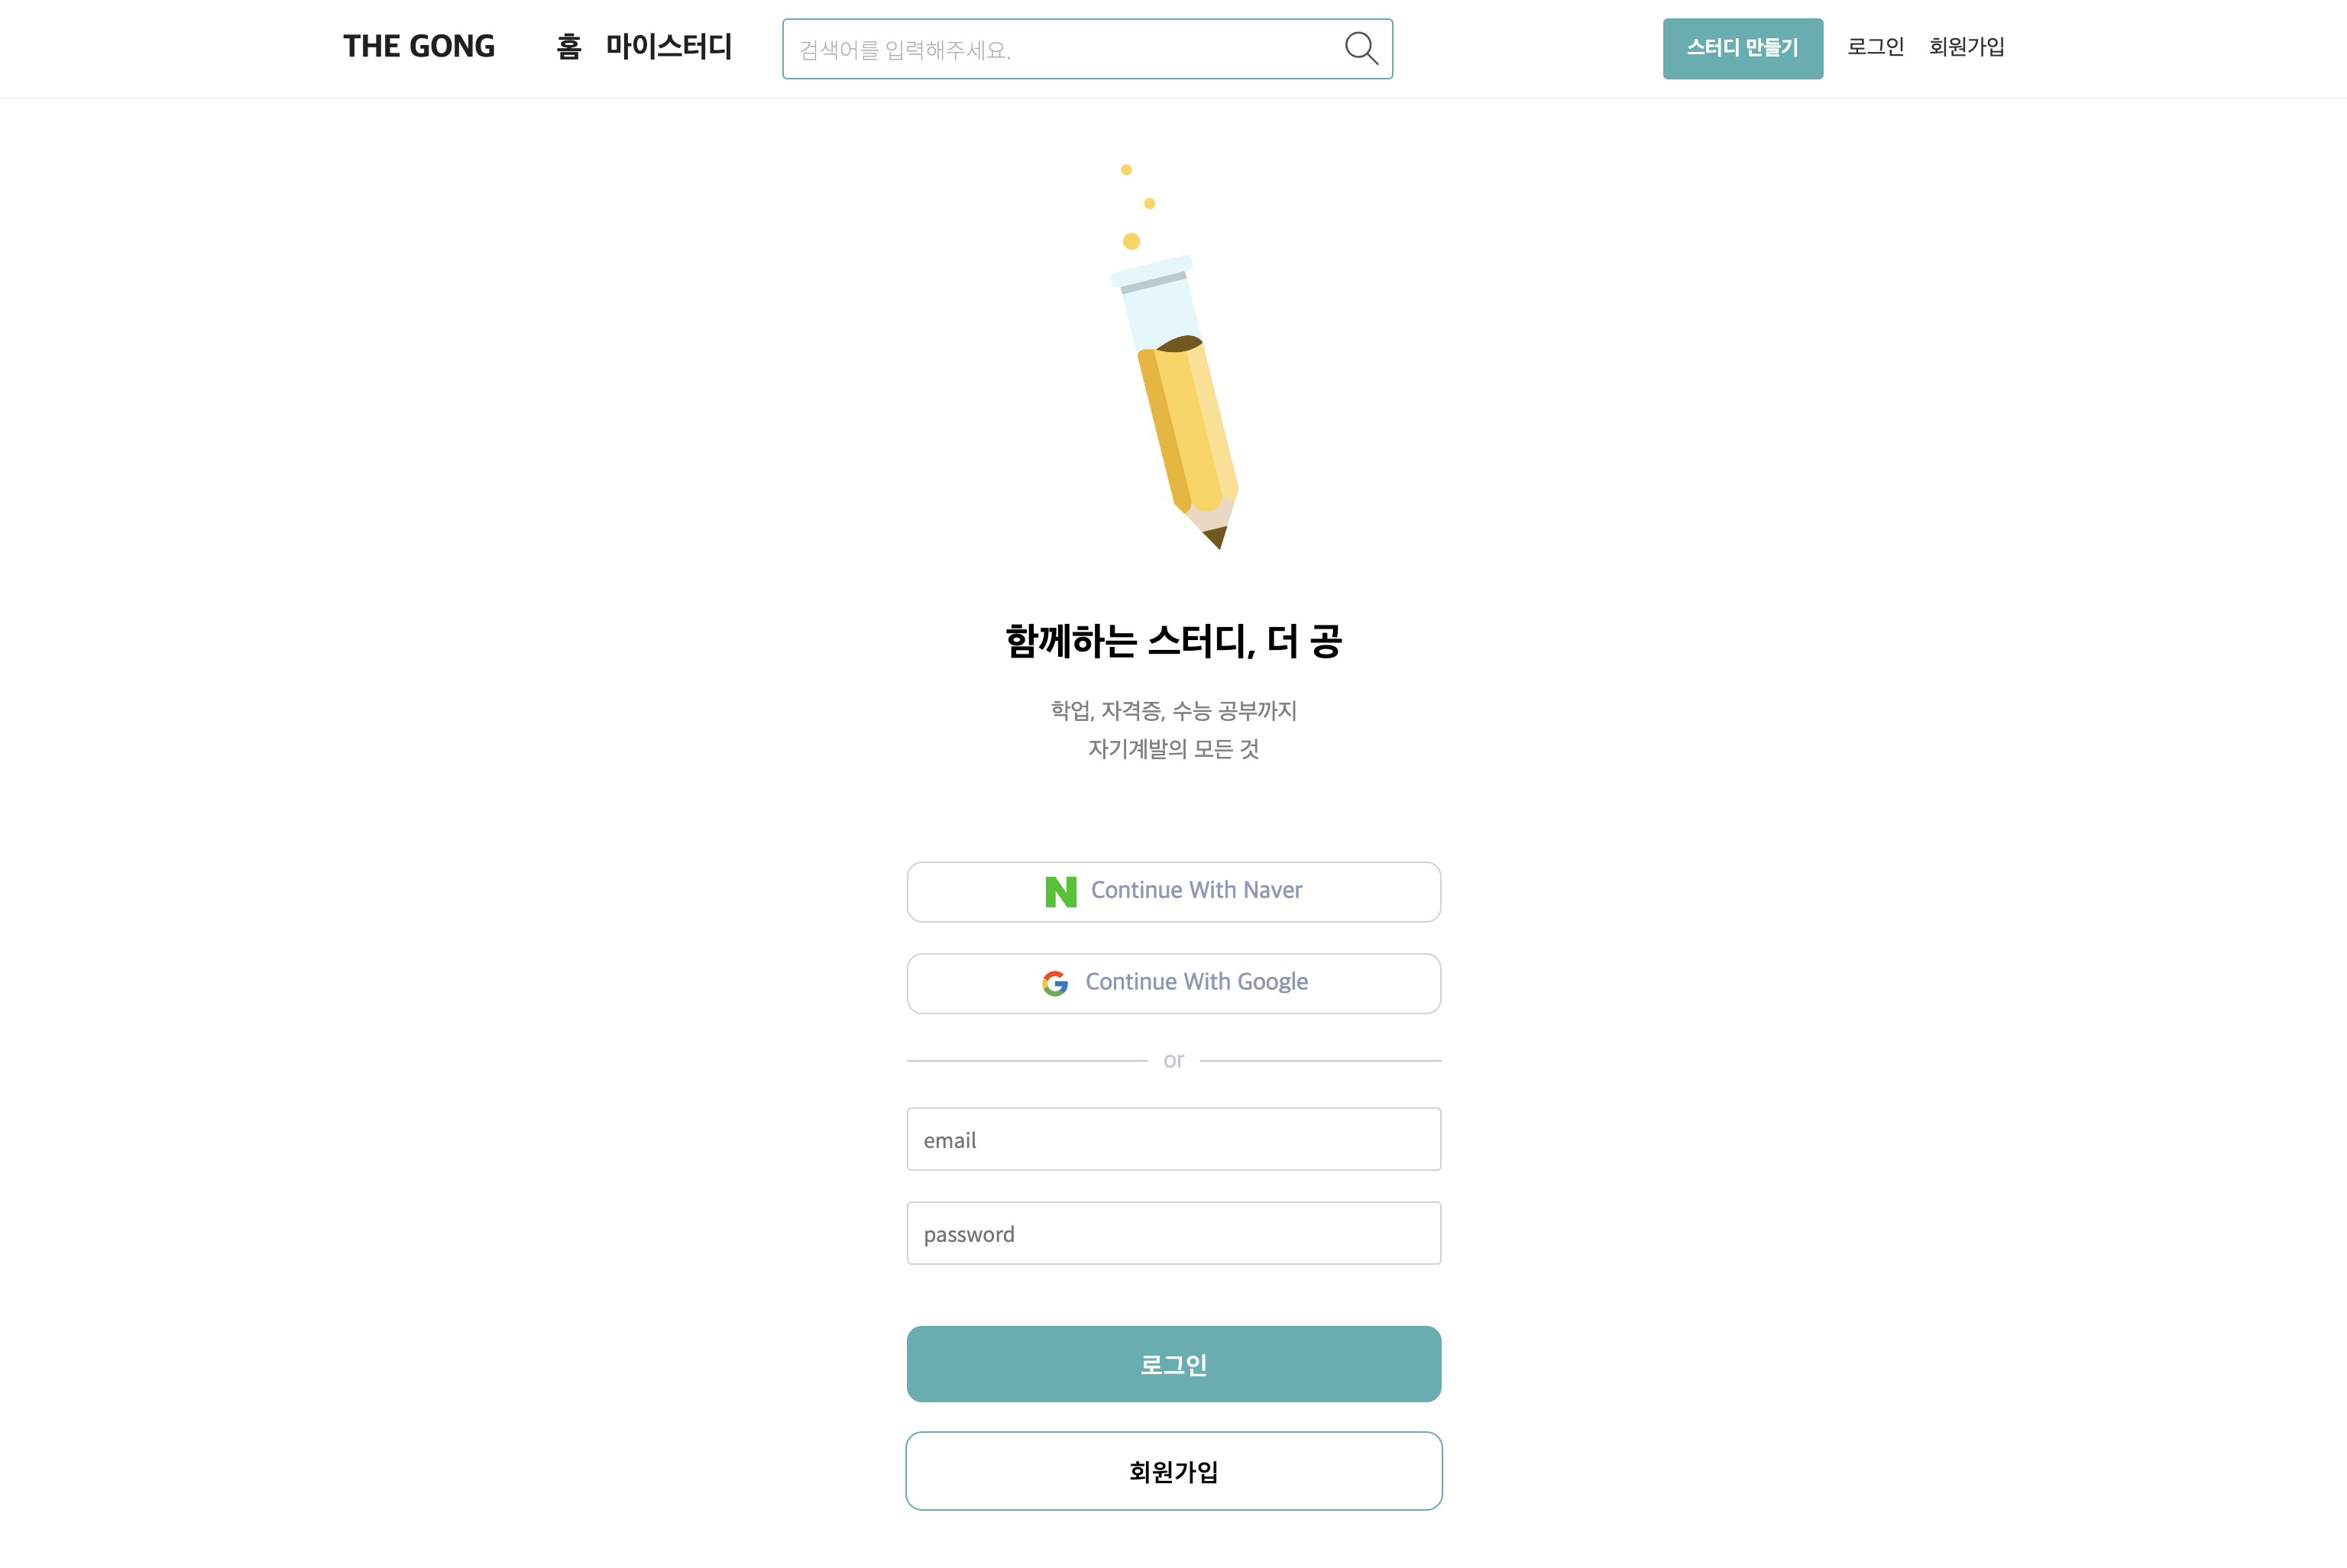 THE GONG 홈 마이스터디 검색어를 입력해주세요. 스터디 만들기 로그인 회원가입
함께하는 스터디, 더 공
학업, 자격증, 수능 공부까지
자기계발의 모든 것
N Continue With Naver
G Continue With Google
or
email
password
로그인
회원가입